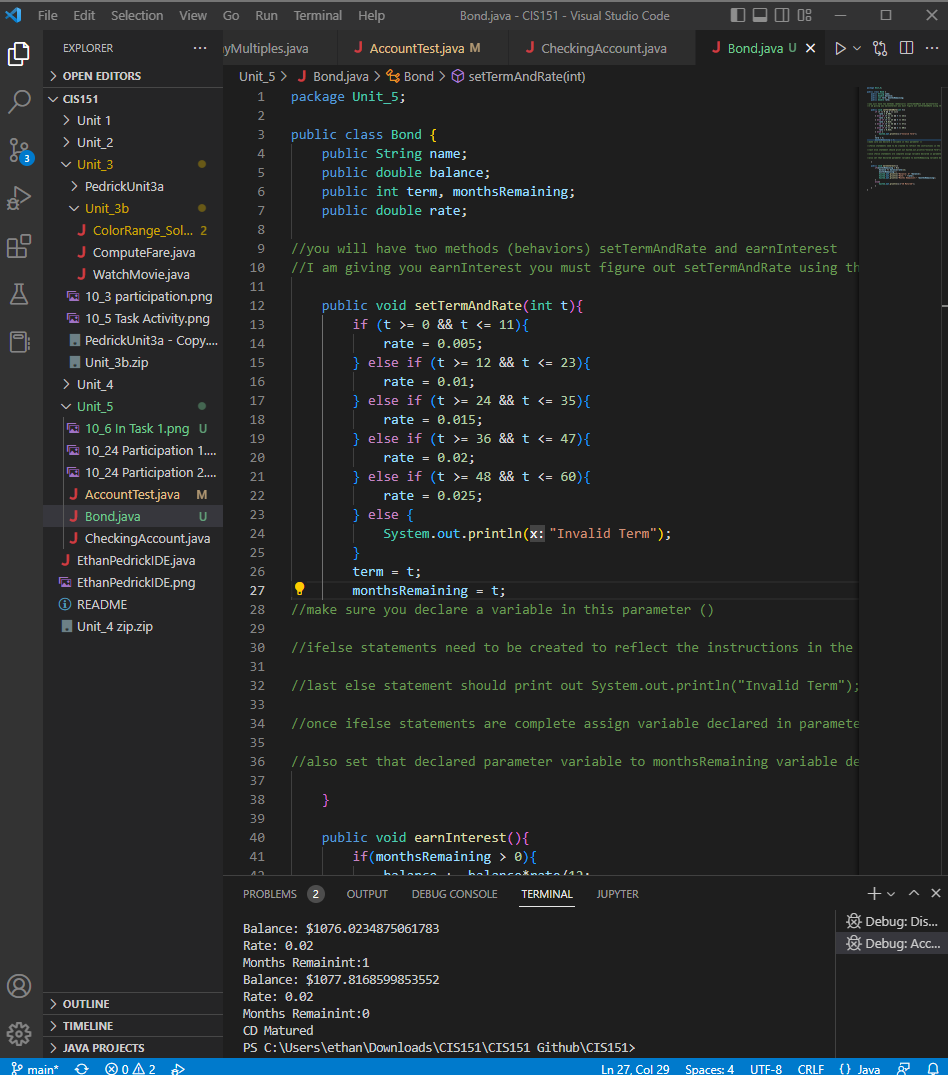 File Edit Selection View Go Run Terminal Help Bond.java - CIS151 - Visual Studio Code
EXPLORER
OPEN EDITORS
CIS151
Unit 1
Unit_2
Unit_3
PedrickUnit3a
Unit_3b
ColorRange_Sol... 2
ComputeFare.java
WatchMovie.java
10_3 participation.png
10_5 Task Activity.png
PedrickUnit3a - Copy....
Unit_3b.zip
Unit_4
Unit_5
10_6 In Task 1.png U
10_24 Participation 1....
10_24 Participation 2....
AccountTest.java M
Bond.java U
CheckingAccount.java
EthanPedrickIDE.java
EthanPedrickIDE.png
README
Unit_4 zip.zip
OUTLINE
TIMELINE
JAVA PROJECTS
3
yMultiples.java AccountTest.java M CheckingAccount.java Bond.java U
Unit_5 > Bond.java > Bond > setTermAndRate(int)
1 package Unit_5;
2
3 public class Bond {
4 public String name;
5 public double balance;
6 public int term, monthsRemaining;
7 public double rate;
8
9 //you will have two methods (behaviors) setTermAndRate and earnInterest
10 //I am giving you earnInterest you must figure out setTermAndRate using th
11
12 public void setTermAndRate(int t){
13 if (t >= 0 && t <= 11){
14 rate = 0.005;
15 } else if (t >= 12 && t <= 23){
16 rate = 0.01;
17 } else if (t >= 24 && t <= 35){
18 rate = 0.015;
19 } else if (t >= 36 && t <= 47){
20 rate = 0.02;
21 } else if (t >= 48 && t <= 60){
22 rate = 0.025;
23 } else {
24 System.out.println(x: "Invalid Term");
25 }
26 term = t;
27 monthsRemaining = t;
28 //make sure you declare a variable in this parameter ()
29
30 //ifelse statements need to be created to reflect the instructions in the
31
32 //last else statement should print out System.out.println("Invalid Term");
33
34 //once ifelse statements are complete assign variable declared in paramete
35
36 //also set that declared parameter variable to monthsRemaining variable de
37
38 }
39
40 public void earnInterest(){
41 if(monthsRemaining > 0){
PROBLEMS 2 OUTPUT DEBUG CONSOLE TERMINAL JUPYTER
Balance: $1076.0234875061783
Rate: 0.02
Months Remainint:1
Balance: $1077.8168599853552
Rate: 0.02
Months Remainint:0
CD Matured
PS C:\Users\ethan\Downloads\CIS151\CIS151 Github\CIS151>
Debug: Dis...
Debug: Acc...
main* 0 2 Ln 27, Col 29 Spaces: 4 UTF-8 CRLF {} Java